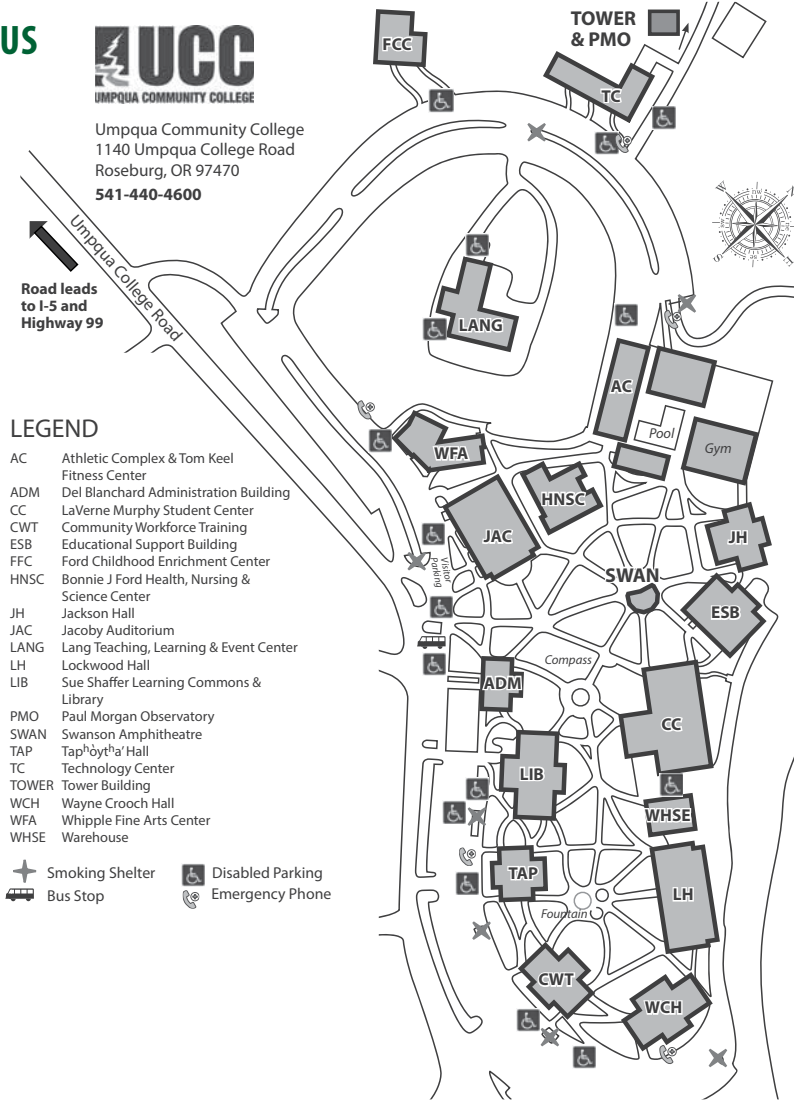 US
UCC
UMPQUA COMMUNITY COLLEGE
Umpqua Community College
1140 Umpqua College Road
Roseburg, OR 97470
541-440-4600
Road leads
to I-5 and
Highway 99
Umpqua College Road
FCC
TOWER
& PMO
TC
W
N
S
LANG
AC
Pool
Gym
WFA
HNSC
JAC
JH
Visitor
Parking
SWAN
ESB
Compass
ADM
CC
LIB
WHSE
TAP
LH
Fountain
CWT
WCH
LEGEND
AC Athletic Complex & Tom Keel
Fitness Center
ADM Del Blanchard Administration Building
CC LaVerne Murphy Student Center
CWT Community Workforce Training
ESB Educational Support Building
FFC Ford Childhood Enrichment Center
HNSC Bonnie J Ford Health, Nursing &
Science Center
JH Jackson Hall
JAC Jacoby Auditorium
LANG Lang Teaching, Learning & Event Center
LH Lockwood Hall
LIB Sue Shaffer Learning Commons &
Library
PMO Paul Morgan Observatory
SWAN Swanson Amphitheatre
TAP Tapʰòytʰa’ Hall
TC Technology Center
TOWER Tower Building
WCH Wayne Crooch Hall
WFA Whipple Fine Arts Center
WHSE Warehouse
Smoking Shelter
Disabled Parking
Bus Stop
Emergency Phone